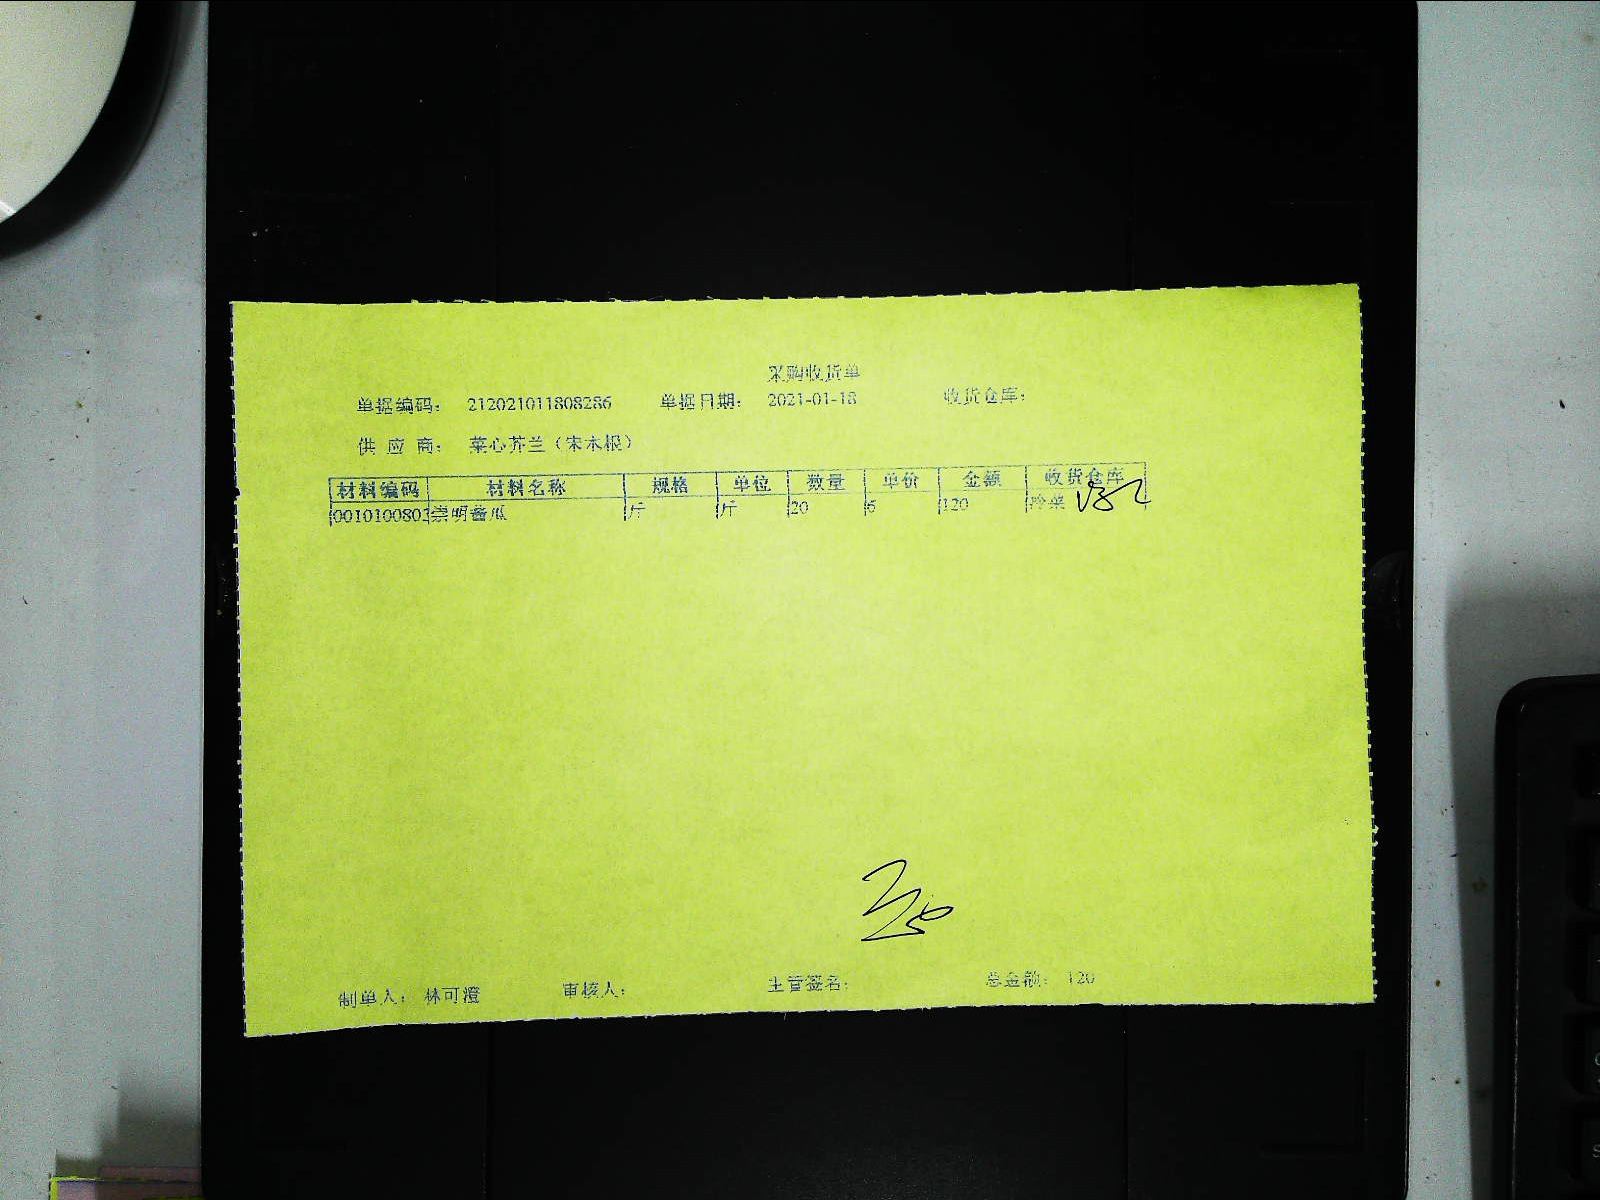 采购收货单
单据编码： 212021011808286 单据日期： 2021-01-18 收货仓库：
供 应 商： 菜心芥兰（宋木根）
材料编码 材料名称 规格 单位 数量 单价 金额 收货仓库
崇明番瓜 斤 斤 20 6 120 冷菜
制单人： 林可澄 审核人： 主管签名： 总金额： 120